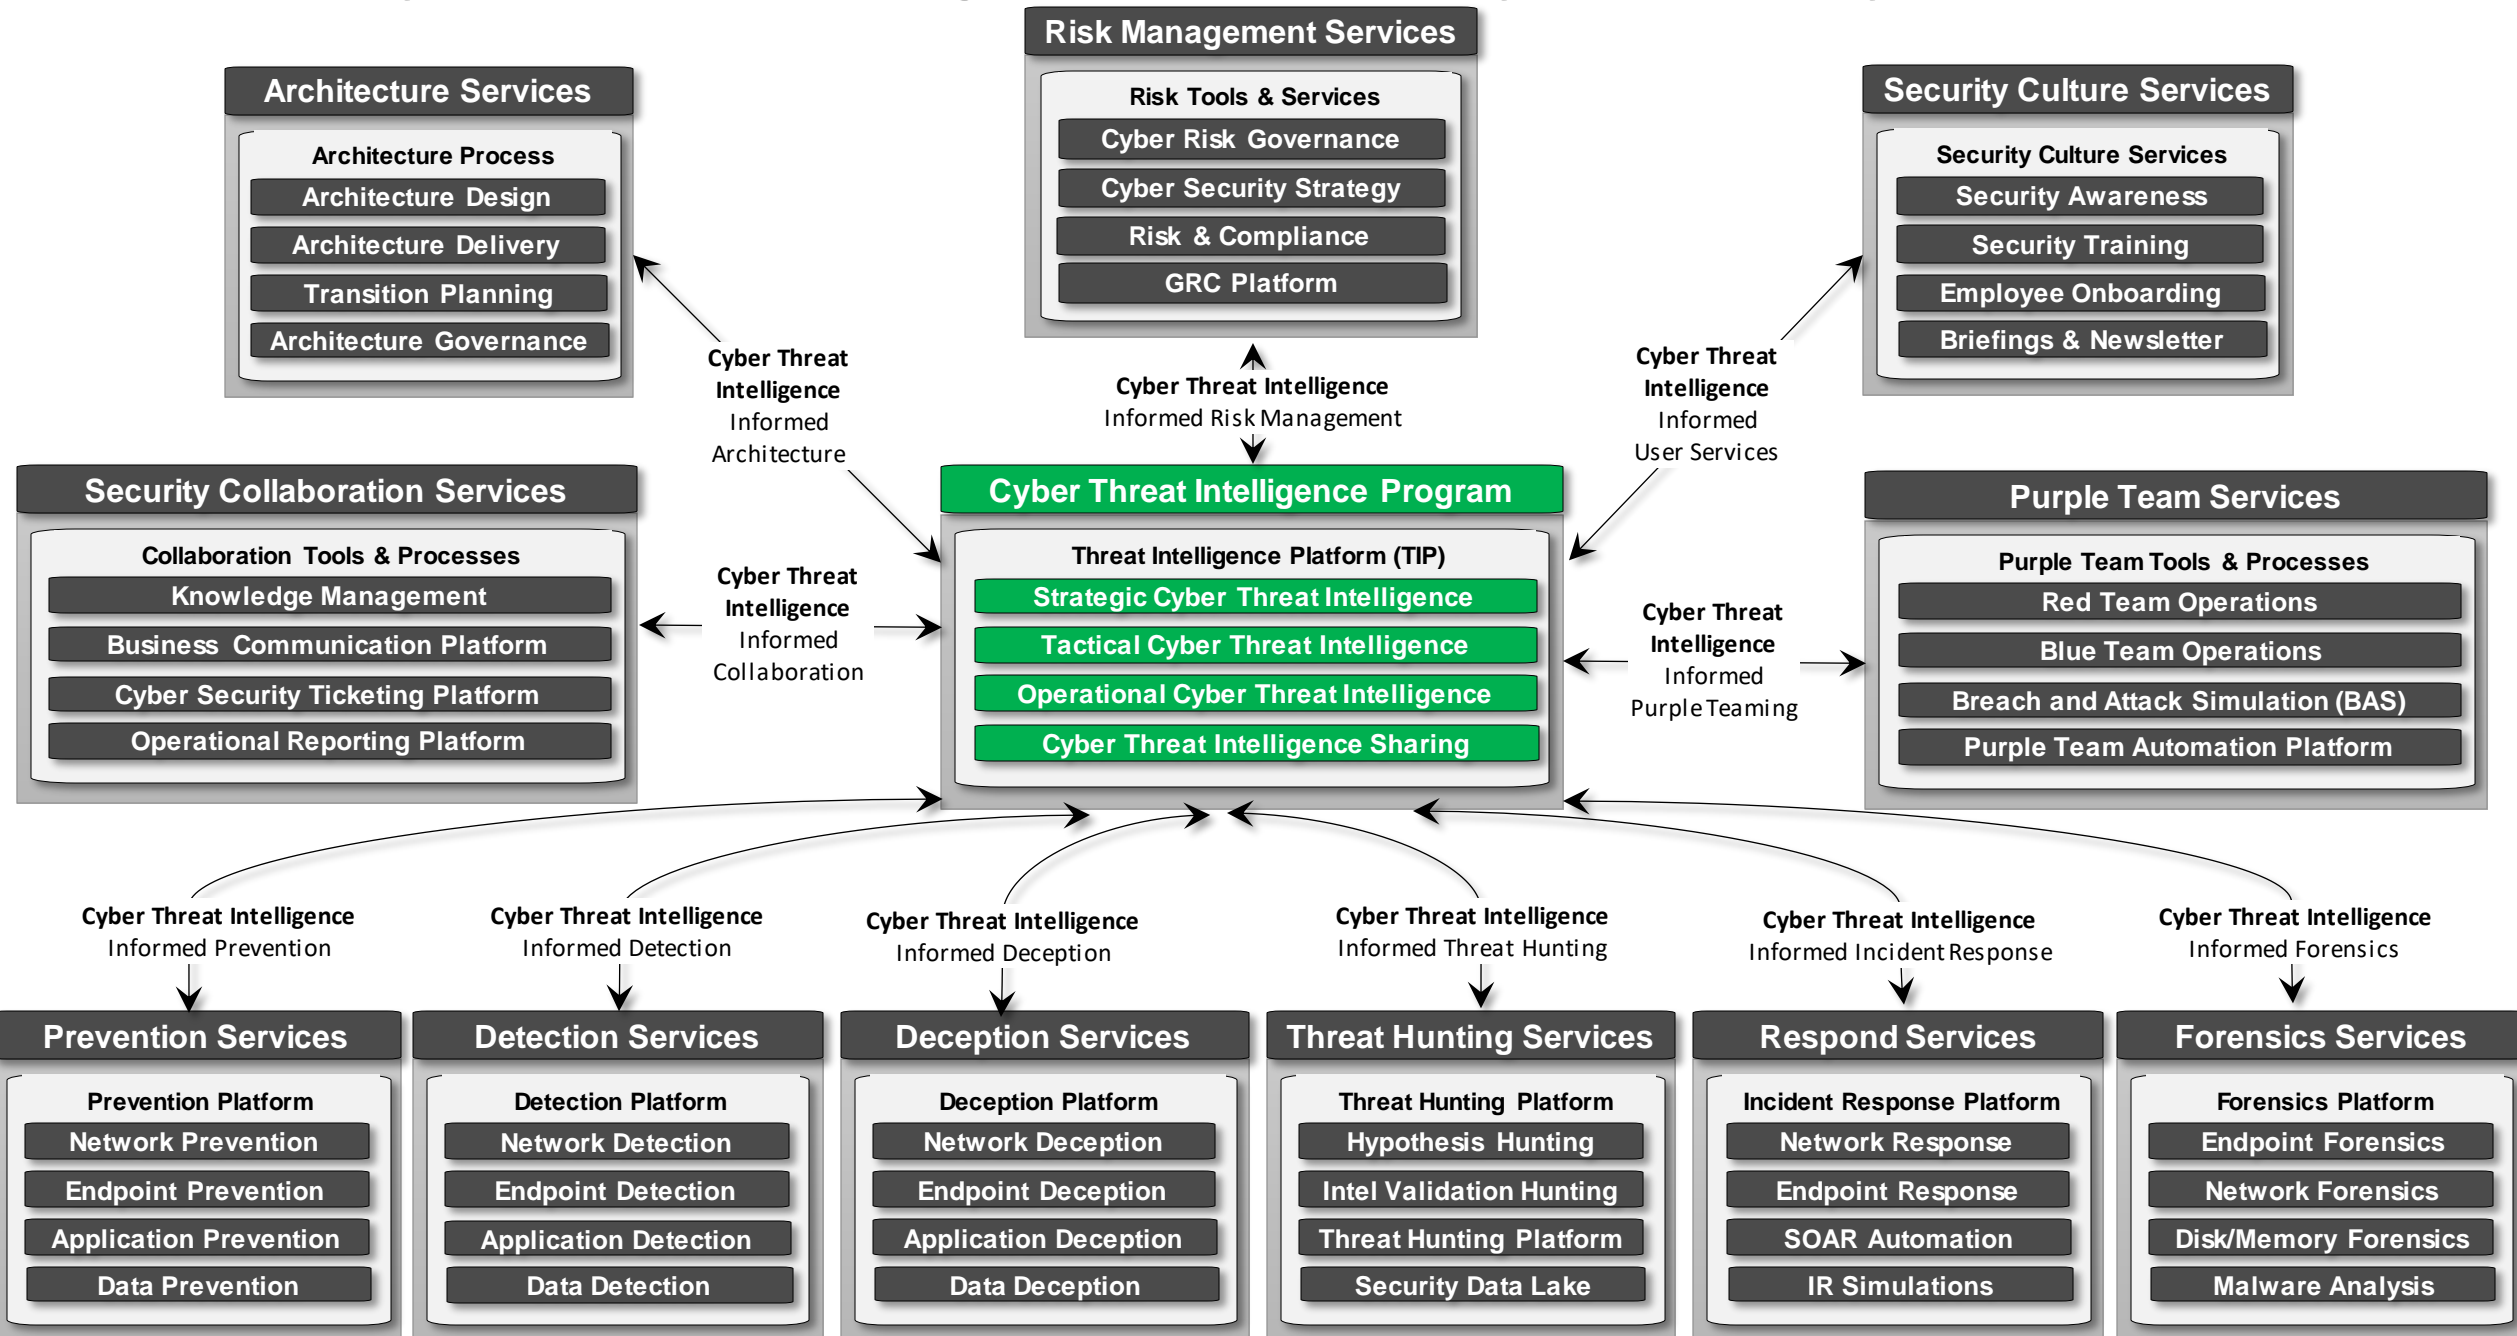 Risk Management Services
Risk Tools & Services
Cyber Risk Governance
Cyber Security Strategy
Risk & Compliance
GRC Platform
Architecture Services
Architecture Process
Architecture Design
Architecture Delivery
Transition Planning
Architecture Governance
Security Culture Services
Security Culture Services
Security Awareness
Security Training
Employee Onboarding
Briefings & Newsletter
Cyber Threat
Intelligence
Informed
Architecture
Cyber Threat Intelligence
Informed Risk Management
Cyber Threat
Intelligence
Informed
User Services
Security Collaboration Services
Collaboration Tools & Processes
Knowledge Management
Business Communication Platform
Cyber Security Ticketing Platform
Operational Reporting Platform
Cyber Threat
Intelligence
Informed
Collaboration
Cyber Threat Intelligence Program
Threat Intelligence Platform (TIP)
Strategic Cyber Threat Intelligence
Tactical Cyber Threat Intelligence
Operational Cyber Threat Intelligence
Cyber Threat Intelligence Sharing
Cyber Threat
Intelligence
Informed
Purple Teaming
Purple Team Services
Purple Team Tools & Processes
Red Team Operations
Blue Team Operations
Breach and Attack Simulation (BAS)
Purple Team Automation Platform
Cyber Threat Intelligence
Informed Prevention
Cyber Threat Intelligence
Informed Detection
Cyber Threat Intelligence
Informed Deception
Cyber Threat Intelligence
Informed Threat Hunting
Cyber Threat Intelligence
Informed Incident Response
Cyber Threat Intelligence
Informed Forensics
Prevention Services
Prevention Platform
Network Prevention
Endpoint Prevention
Application Prevention
Data Prevention
Detection Services
Detection Platform
Network Detection
Endpoint Detection
Application Detection
Data Detection
Deception Services
Deception Platform
Network Deception
Endpoint Deception
Application Deception
Data Deception
Threat Hunting Services
Threat Hunting Platform
Hypothesis Hunting
Intel Validation Hunting
Threat Hunting Platform
Security Data Lake
Respond Services
Incident Response Platform
Network Response
Endpoint Response
SOAR Automation
IR Simulations
Forensics Services
Forensics Platform
Endpoint Forensics
Network Forensics
Disk/Memory Forensics
Malware Analysis